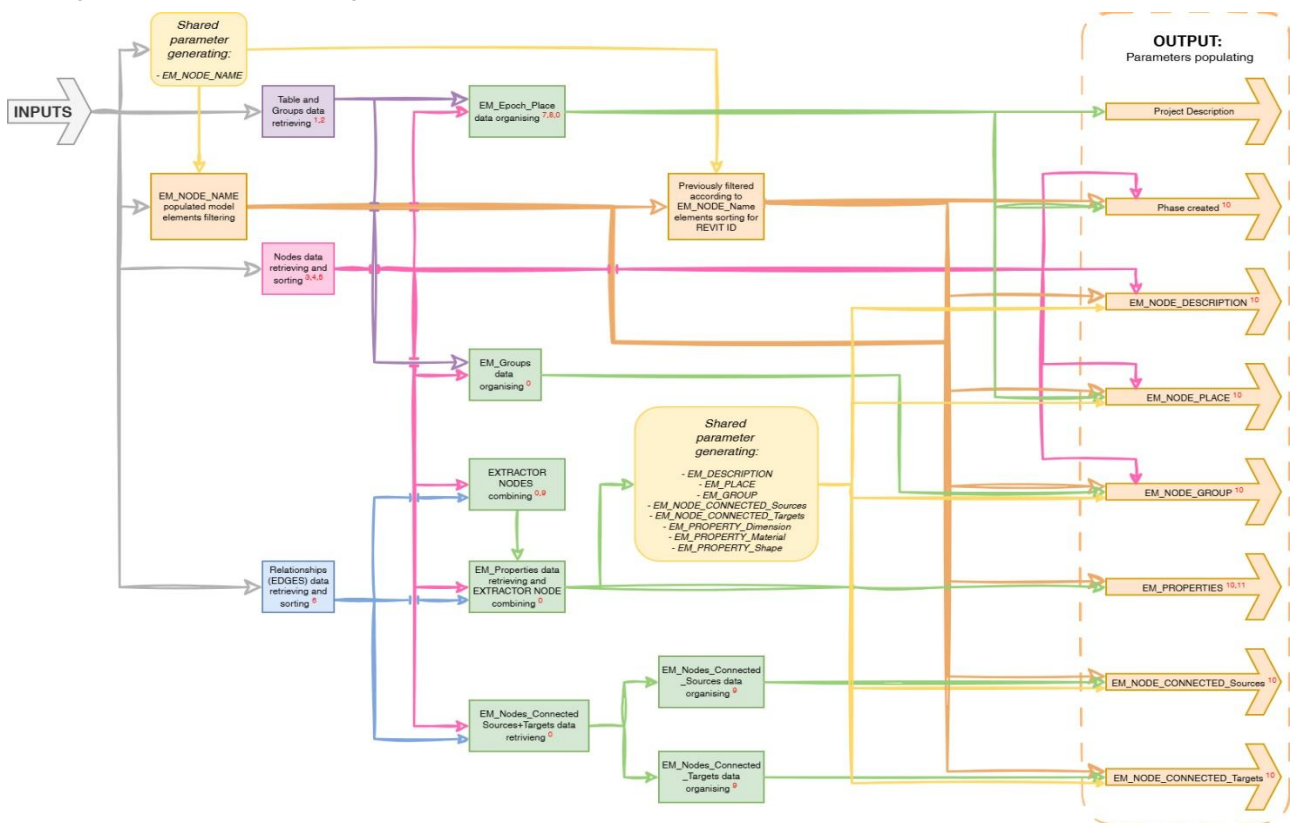 Shared
parameter
generating:
- EM_NODE_NAME
OUTPUT:
Parameters populating
INPUTS
Table and
Groups data
retrieving 1,2
EM_Epoch_Place
data organising
7,8,0
Project Description
EM_NODE_NAME
populated model
elements filtering
Previously filtered
according to
EM_NODE_Name
elements sorting for
REVIT ID
Phase created 10
Nodes data
retrieving and
sorting 3,4,5
EM_NODE_DESCRIPTION 10
EM_Groups
data
organising 0
EM_NODE_PLACE 10
Shared
parameter
generating:
- EM_DESCRIPTION
- EM_PLACE
- EM_GROUP
- EM_NODE_CONNECTED_Sources
- EM_NODE_CONNECTED_Targets
- EM_PROPERTY_Dimension
- EM_PROPERTY_Material
- EM_PROPERTY_Shape
EXTRACTOR
NODES
combining 0,9
EM_NODE_GROUP 10
Relationships
(EDGES) data
retrieving and
sorting 6
EM_Properties data
retrieving and
EXTRACTOR NODE
combining 0
EM_PROPERTIES 10,11
EM_Nodes_Connected
_Sources data
organising 9
EM_NODE_CONNECTED_Sources 10
EM_Nodes_Connected
Sources+Targets data
retrivieng 0
EM_Nodes_Connected
_Targets data
organising 9
EM_NODE_CONNECTED_Targets 10